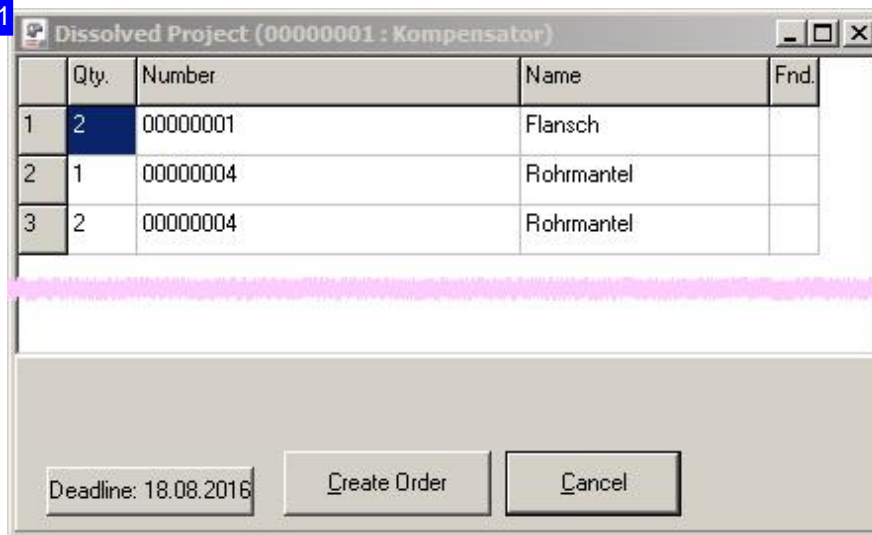 1
Dissolved Project (00000001 : Kompensator)
Qty. Number Name Fnd.
1 2 00000001 Flansch
2 1 00000004 Rohrmantel
3 2 00000004 Rohrmantel
Deadline: 18.08.2016 Create Order Cancel